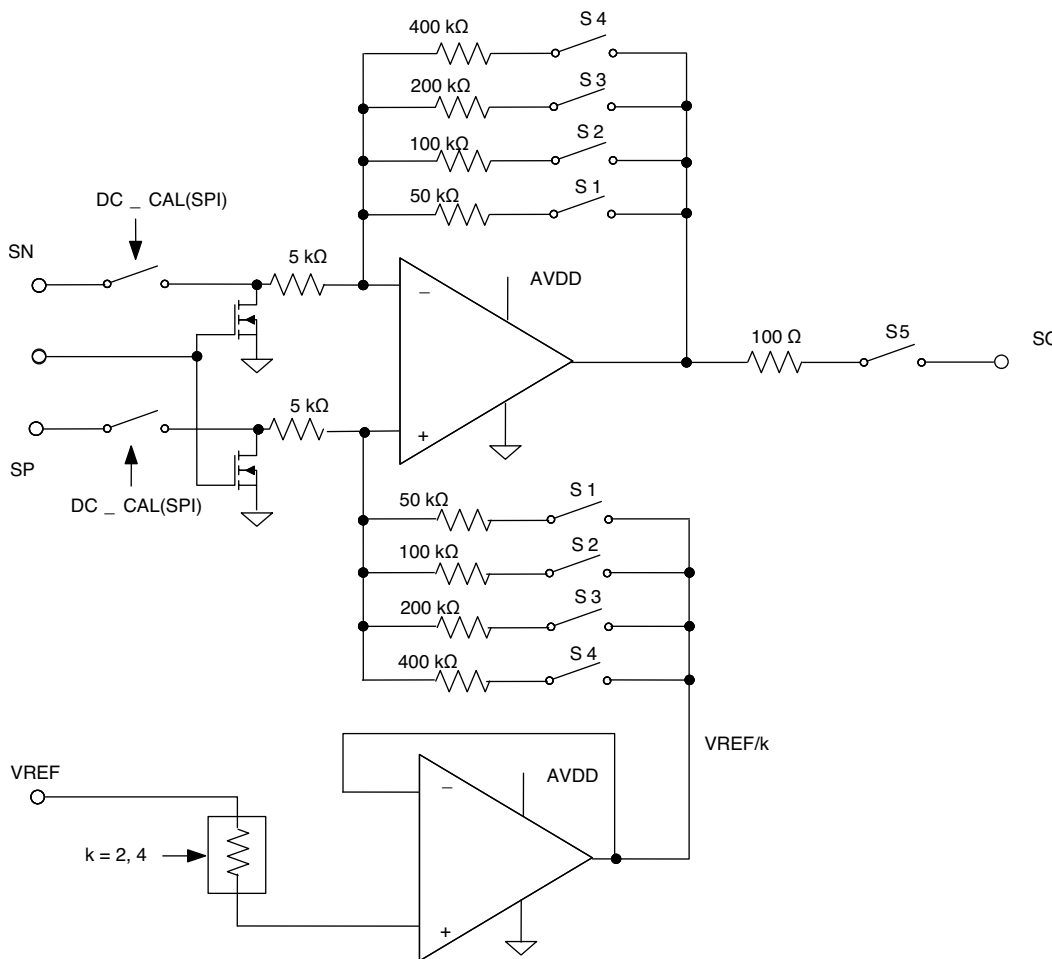 400 kΩ
S 4
200 kΩ
S 3
100 kΩ
S 2
50 kΩ
S 1
DC _ CAL(SPI)
SN
5 kΩ
−
AVDD
100 Ω
S5
SO
5 kΩ
+
SP
DC _ CAL(SPI)
50 kΩ
S 1
100 kΩ
S 2
200 kΩ
S 3
400 kΩ
S 4
VREF/k
VREF
−
AVDD
k = 2, 4
+